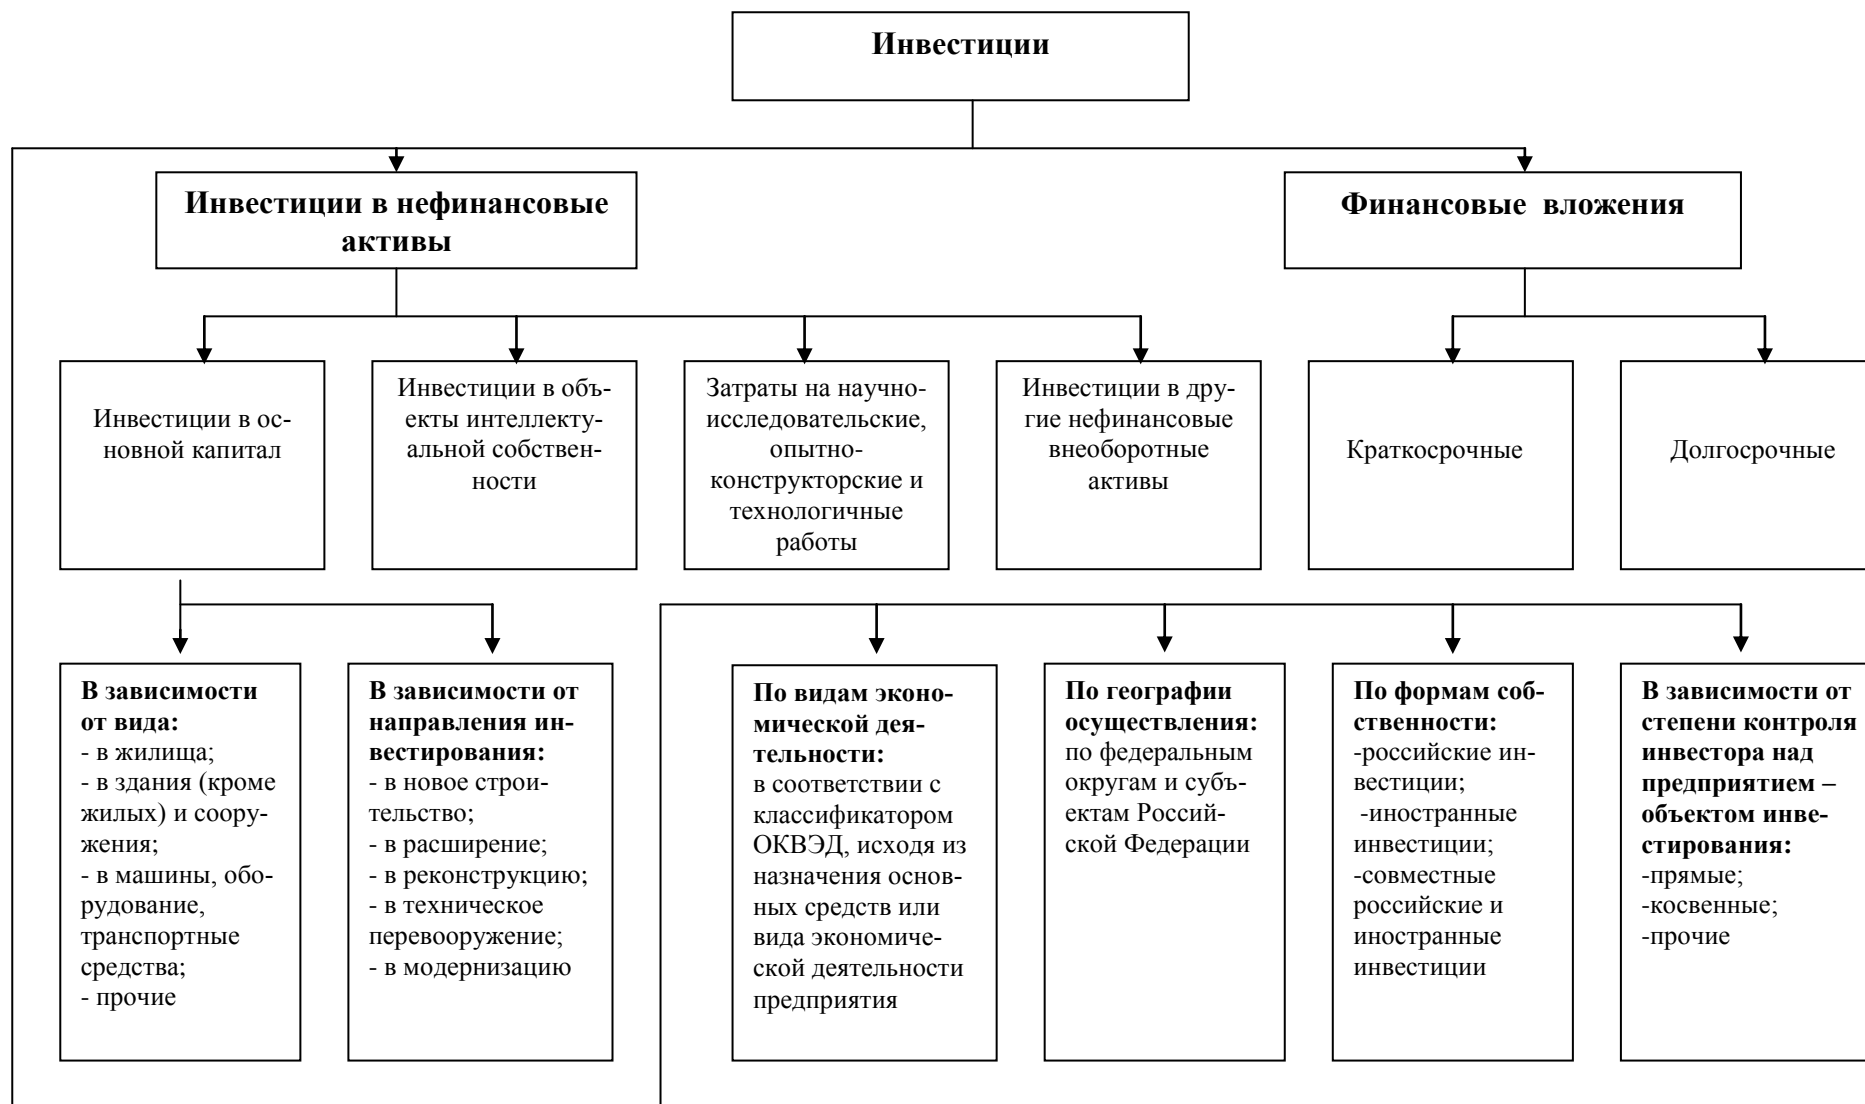 Инвестиции
Инвестиции в нефинансовые
активы
Финансовые вложения
Инвестиции в ос-
новной капитал
Инвестиции в объ-
екты интеллекту-
альной собствен-
ности
Затраты на научно-
исследовательские,
опытно-
конструкторские и
технологичные
работы
Инвестиции в дру-
гие нефинансовые
внеоборотные
активы
Краткосрочные
Долгосрочные
В зависимости
от вида:
- в жилища;
- в здания (кроме
жилых) и соору-
жения;
- в машины, обо-
рудование,
транспортные
средства;
- прочие
В зависимости от
направления ин-
вестирования:
- в новое строи-
тельство;
- в расширение;
- в реконструкцию;
- в техническое
перевооружение;
- в модернизацию
По видам эконо-
мической дея-
тельности:
в соответствии с
классификатором
ОКВЭД, исходя из
назначения основ-
ных средств или
вида экономиче-
ской деятельности
предприятия
По географии
осуществления:
по федеральным
округам и субъ-
ектам Россий-
ской Федерации
По формам соб-
ственности:
-российские ин-
вестиции;
-иностранные
инвестиции;
-совместные
российские и
иностранные
инвестиции
В зависимости от
степени контроля
инвестора над
предприятием –
объектом инве-
стирования:
-прямые;
-косвенные;
-прочие